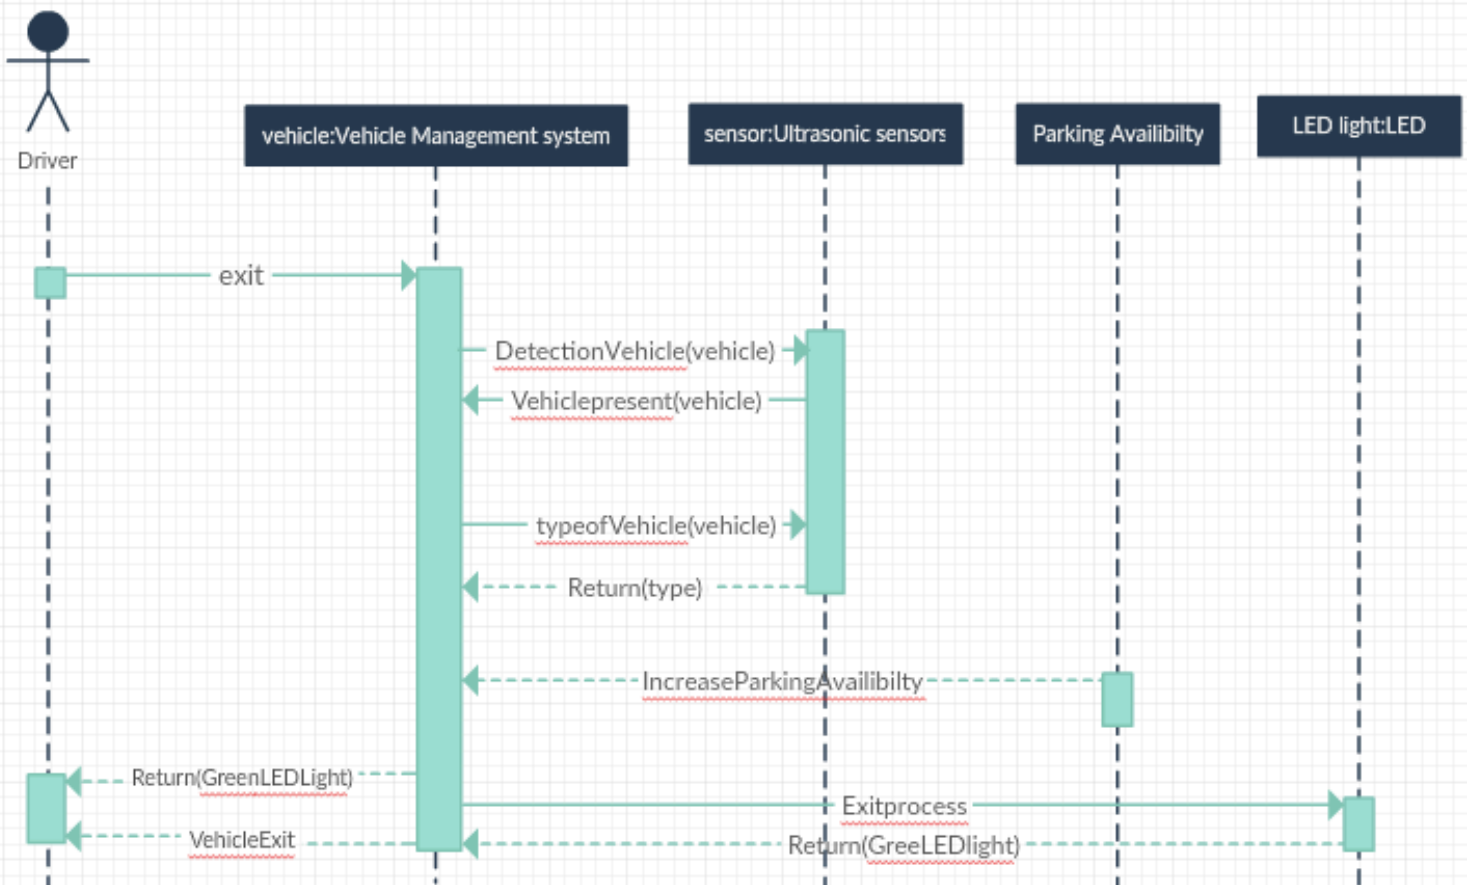 Driver
vehicle:Vehicle Management system
sensor:Ultrasonic sensors
Parking Availibilty
LED light:LED
exit
DetectionVehicle(vehicle)
Vehiclepresent(vehicle)
typeofVehicle(vehicle)
Return(type)
IncreaseParkingAvailibilty
Return(GreenLEDLight)
Exitprocess
VehicleExit
Return(GreeLEDlight)